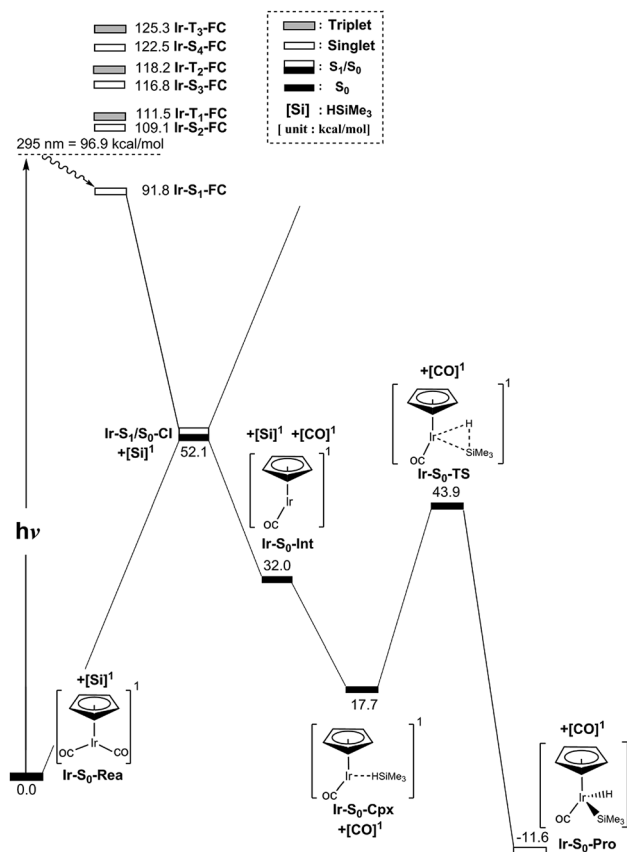 125.3 Ir-T3-FC
122.5 Ir-S4-FC
118.2 Ir-T2-FC
116.8 Ir-S3-FC
111.5 Ir-T1-FC
109.1 Ir-S2-FC
: Triplet
: Singlet
: S1/S0
: S0
[Si] : HSiMe3
[ unit : kcal/mol]
295 nm = 96.9 kcal/mol
91.8 Ir-S1-FC
hν
Ir-S1/S0-CI
+[Si]1
52.1
+[Si]1 +[CO]1
1
Ir
OC
Ir-S0-Int
32.0
+[CO]1
1
H
Ir
SiMe3
OC
Ir-S0-TS
43.9
17.7
1
Ir
HSiMe3
OC
Ir-S0-Cpx
+[CO]1
+[Si]1
1
Ir
OC
CO
Ir-S0-Rea
0.0
+[CO]1
1
Ir
H
OC
SiMe3
Ir-S0-Pro
-11.6